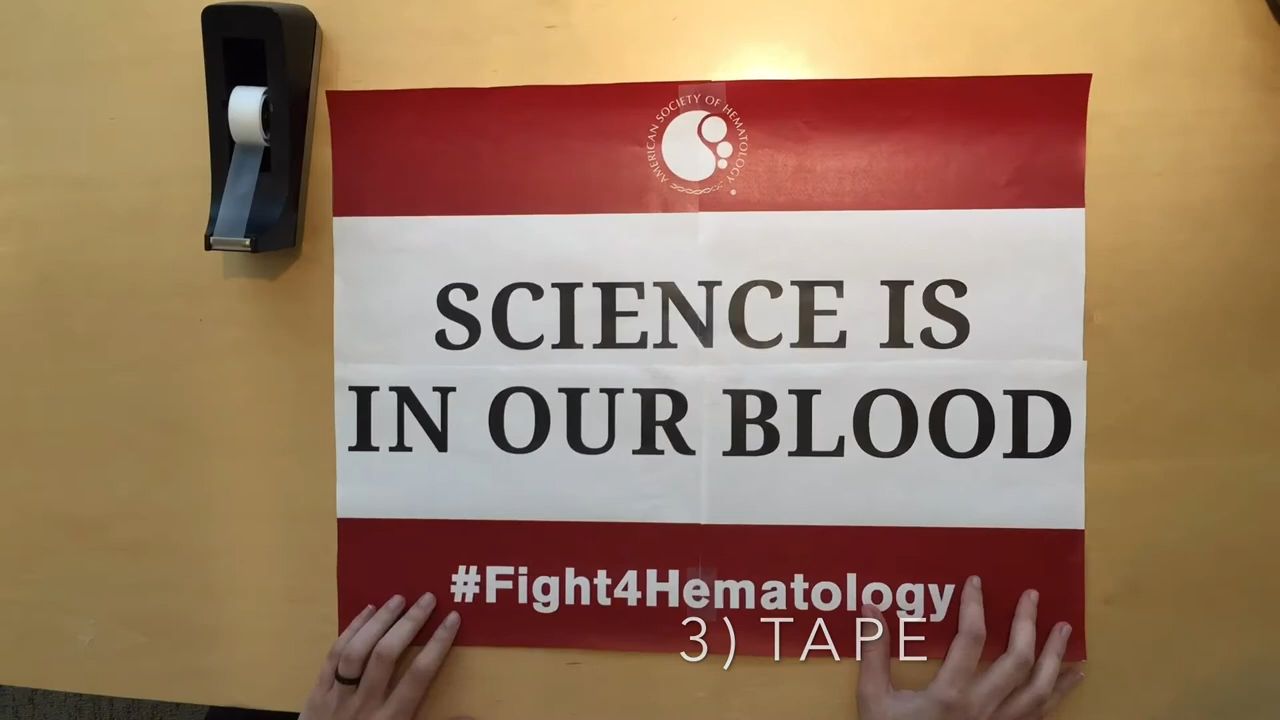 AMERICAN SOCIETY OF HEMATOLOGY
SCIENCE IS
IN OUR BLOOD
#Fight4Hematology
3) TAPE